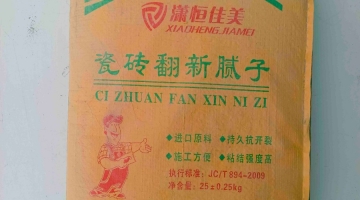 潇恒佳美
XIAOHENGJIAMEI
瓷砖翻新腻子
CI ZHUAN FAN XIN NI ZI
◆进口原料 ◆持久抗开裂
◆施工方便 ◆粘结强度高
执行标准: JC/T 894-2009
净含量: 25±0.25kg